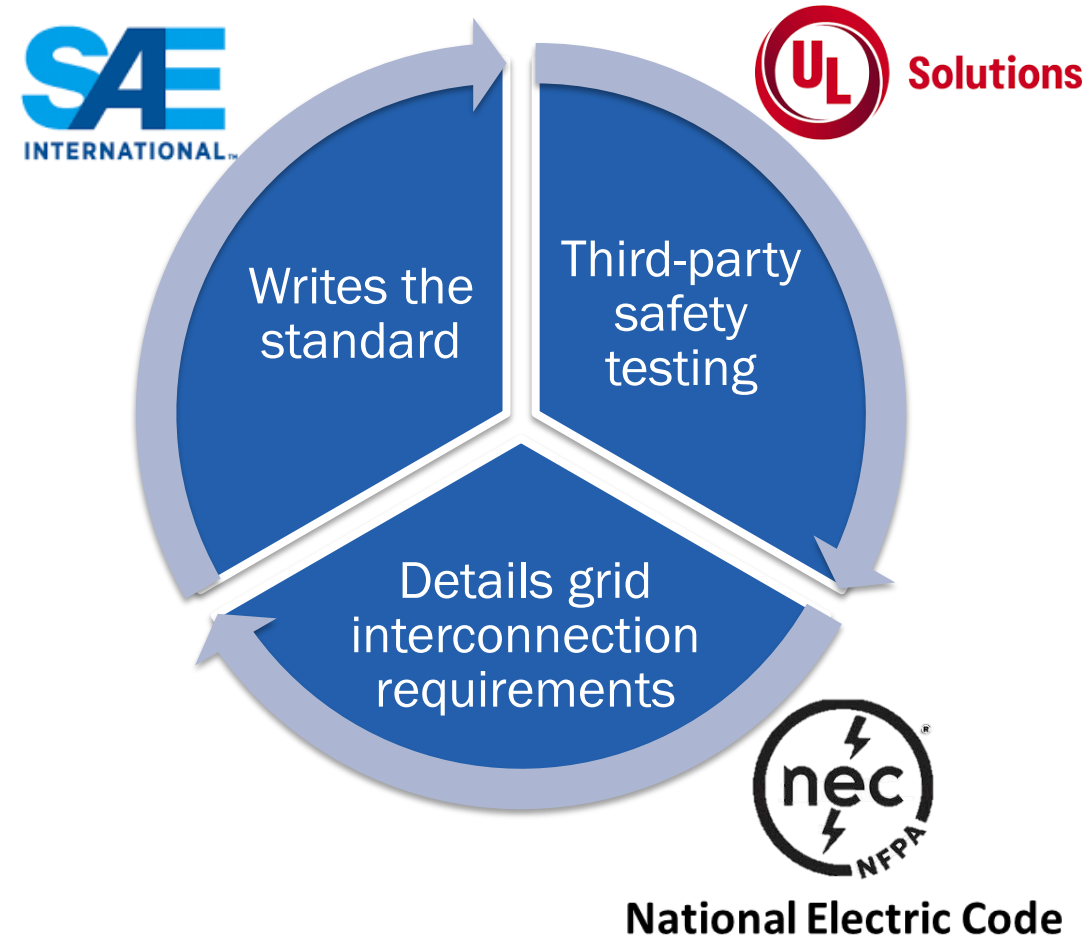 SAE
INTERNATIONAL™
UL
Solutions
Writes the
standard
Third-party
safety
testing
Details grid
interconnection
requirements
nec
®
NFPA
National Electric Code